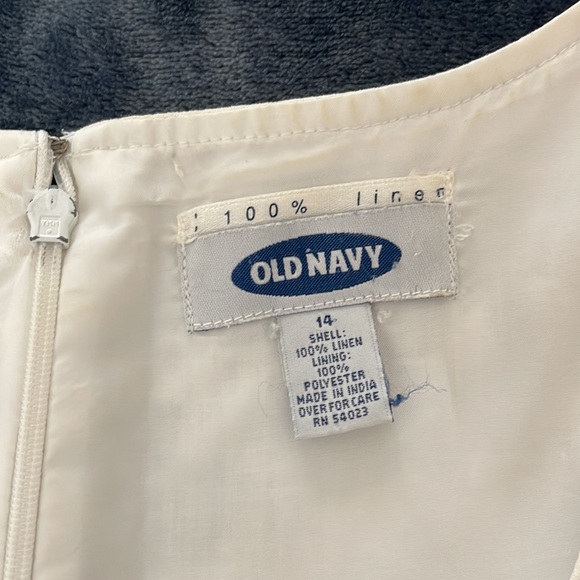 : 100% linen
OLD NAVY
14
SHELL:
100% LINEN
LINING:
100%
POLYESTER
MADE IN INDIA
OVER FOR CARE
RN 54023